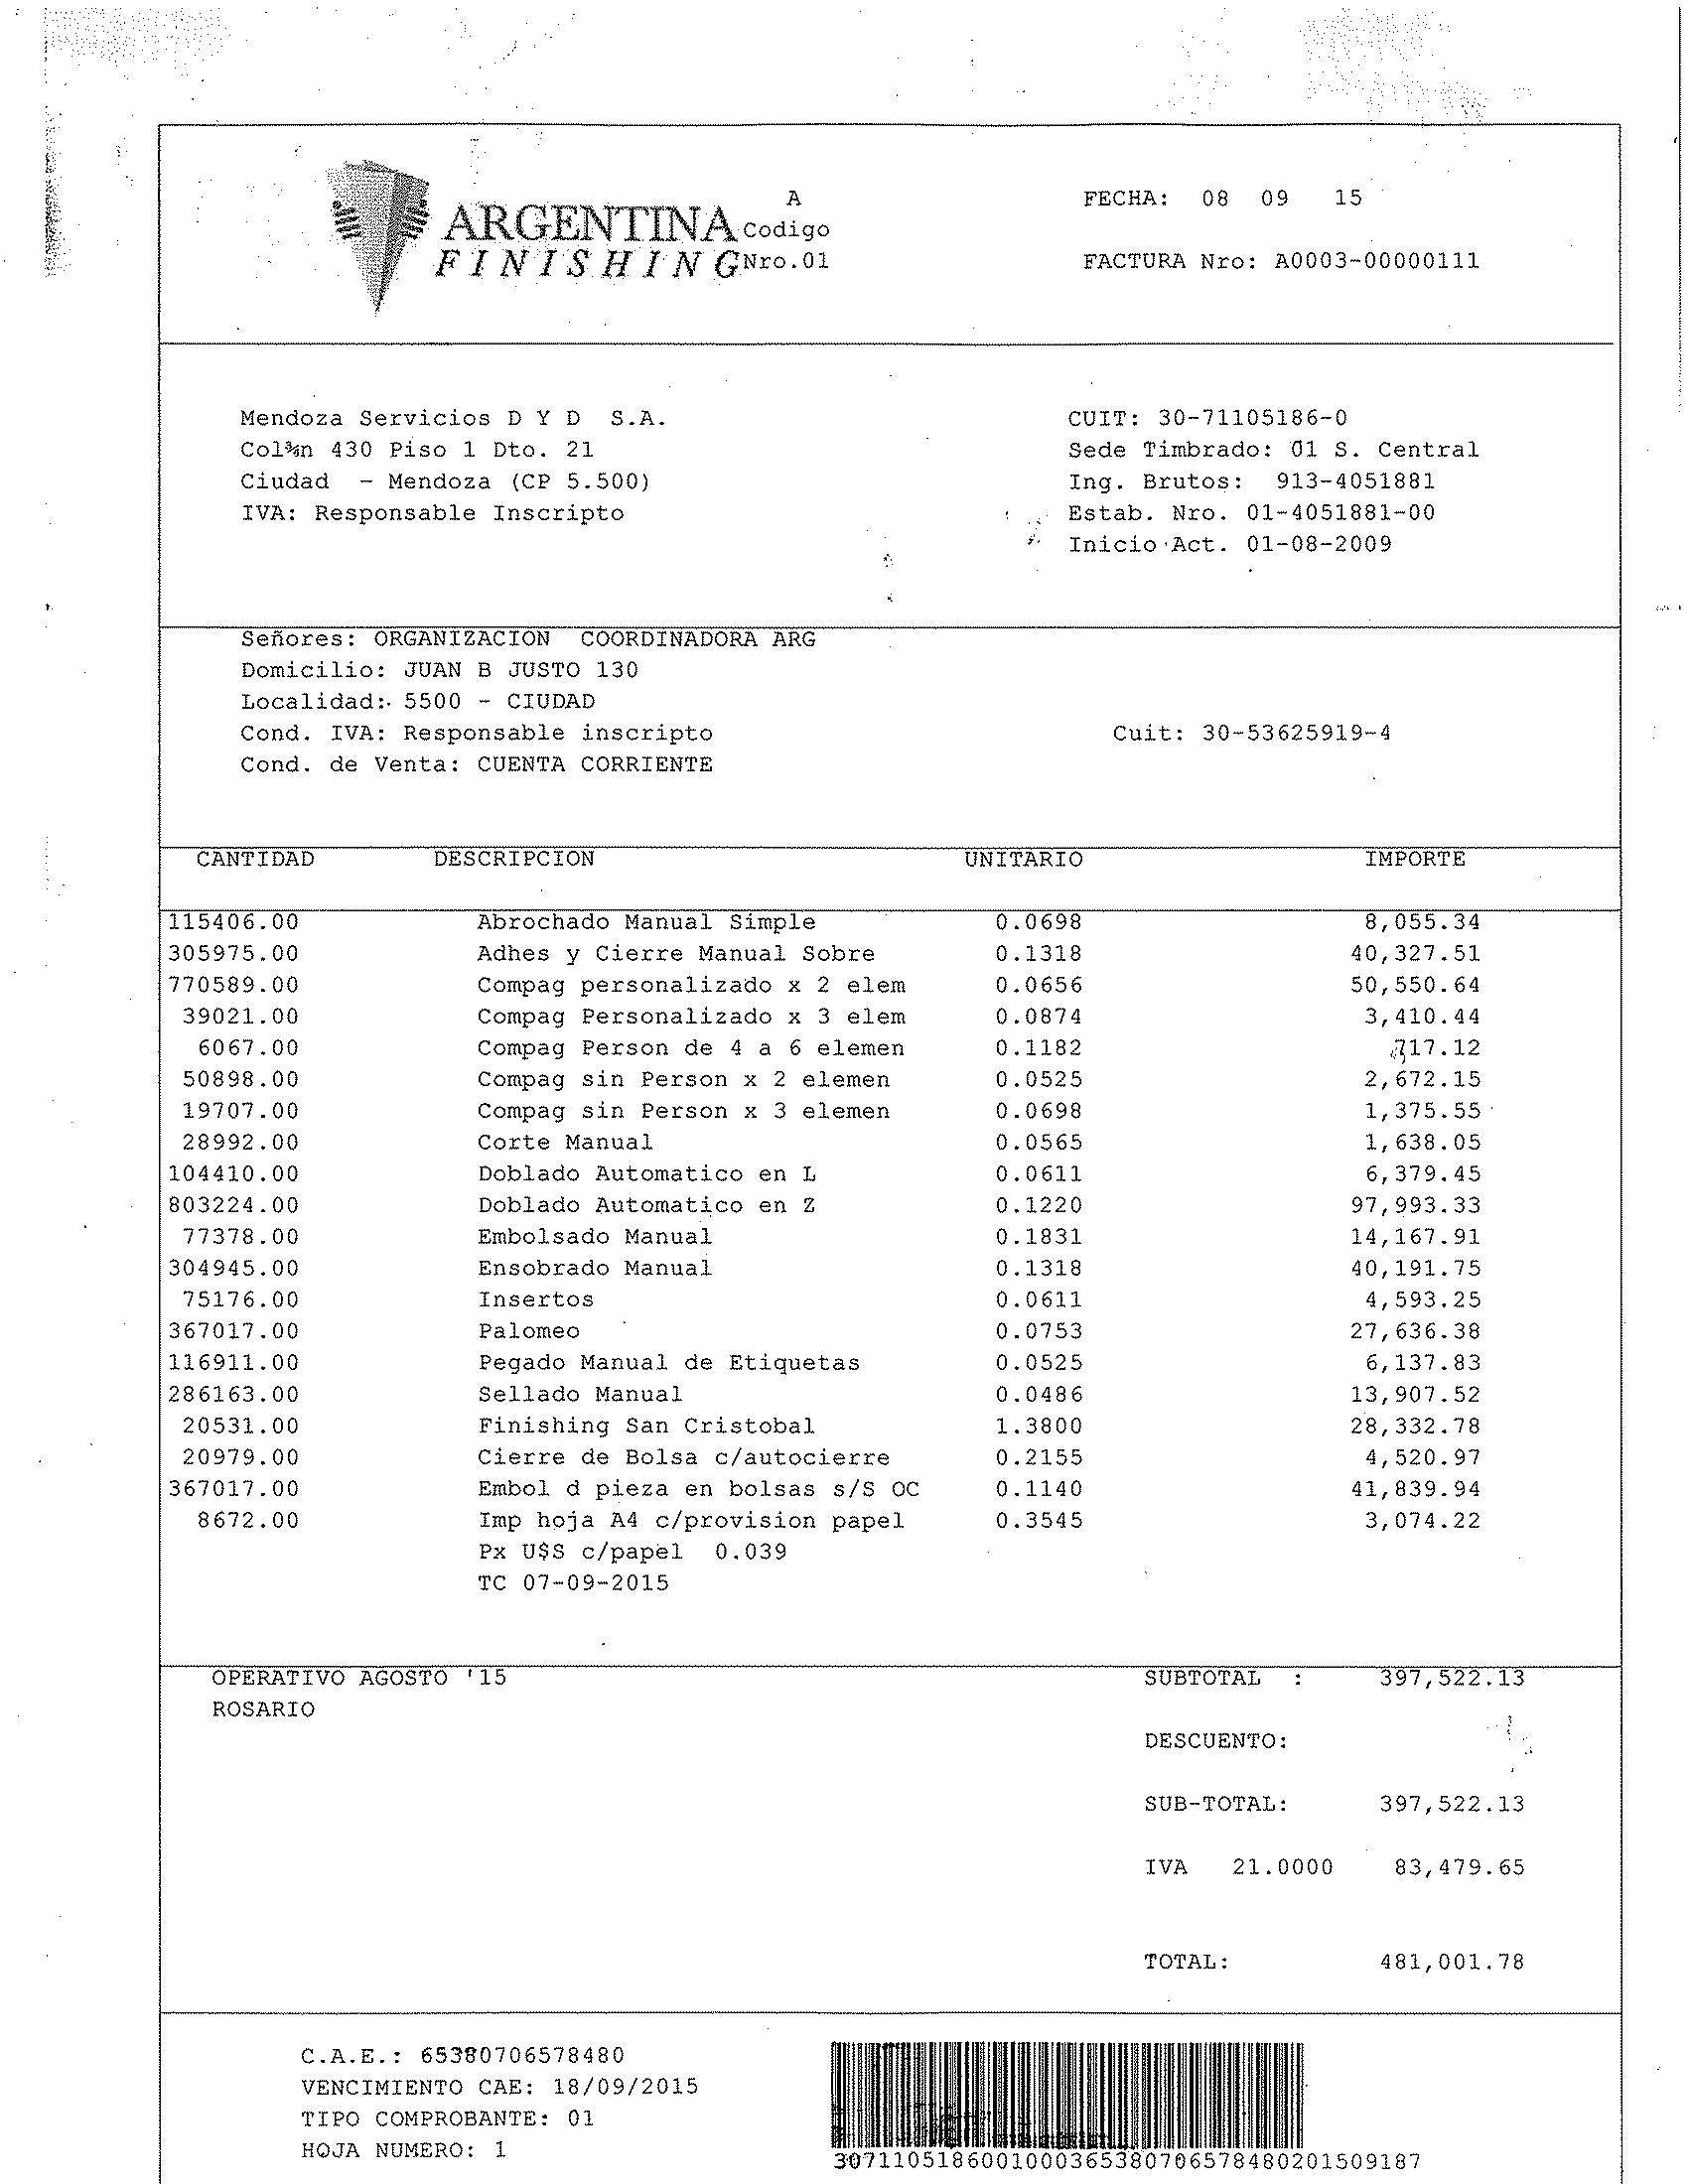 A
FECHA: 08 09 15
ARGENTINA Codigo
FINISHING Nro.01
FACTURA Nro: A0003-00000111
Mendoza Servicios D Y D S.A.
CUIT: 30-71105186-0
Col¾n 430 Piso 1 Dto. 21
Sede Timbrado: 01 S. Central
Ciudad - Mendoza (CP 5.500)
Ing. Brutos: 913-4051881
IVA: Responsable Inscripto
Estab. Nro. 01-4051881-00
Inicio Act. 01-08-2009
Señores: ORGANIZACION COORDINADORA ARG
Domicilio: JUAN B JUSTO 130
Localidad: 5500 - CIUDAD
Cond. IVA: Responsable inscripto Cuit: 30-53625919-4
Cond. de Venta: CUENTA CORRIENTE
CANTIDAD DESCRIPCION UNITARIO IMPORTE
115406.00 Abrochado Manual Simple 0.0698 8,055.34
305975.00 Adhes y Cierre Manual Sobre 0.1318 40,327.51
770589.00 Compag personalizado x 2 elem 0.0656 50,550.64
39021.00 Compag Personalizado x 3 elem 0.0874 3,410.44
6067.00 Compag Person de 4 a 6 elemen 0.1182 717.12
50898.00 Compag sin Person x 2 elemen 0.0525 2,672.15
19707.00 Compag sin Person x 3 elemen 0.0698 1,375.55
28992.00 Corte Manual 0.0565 1,638.05
104410.00 Doblado Automatico en L 0.0611 6,379.45
803224.00 Doblado Automatico en Z 0.1220 97,993.33
77378.00 Embolsado Manual 0.1831 14,167.91
304945.00 Ensobrado Manual 0.1318 40,191.75
75176.00 Insertos 0.0611 4,593.25
367017.00 Palomeo 0.0753 27,636.38
116911.00 Pegado Manual de Etiquetas 0.0525 6,137.83
286163.00 Sellado Manual 0.0486 13,907.52
20531.00 Finishing San Cristobal 1.3800 28,332.78
20979.00 Cierre de Bolsa c/autocierre 0.2155 4,520.97
367017.00 Embol d pieza en bolsas s/S OC 0.1140 41,839.94
8672.00 Imp hoja A4 c/provision papel 0.3545 3,074.22
Px U$S c/papel 0.039
TC 07-09-2015
OPERATIVO AGOSTO '15 SUBTOTAL : 397,522.13
ROSARIO
DESCUENTO:
SUB-TOTAL: 397,522.13
IVA 21.0000 83,479.65
TOTAL: 481,001.78
C.A.E.: 65380706578480
VENCIMIENTO CAE: 18/09/2015
TIPO COMPROBANTE: 01
HOJA NUMERO: 1
3071105186001000365380706578480201509187